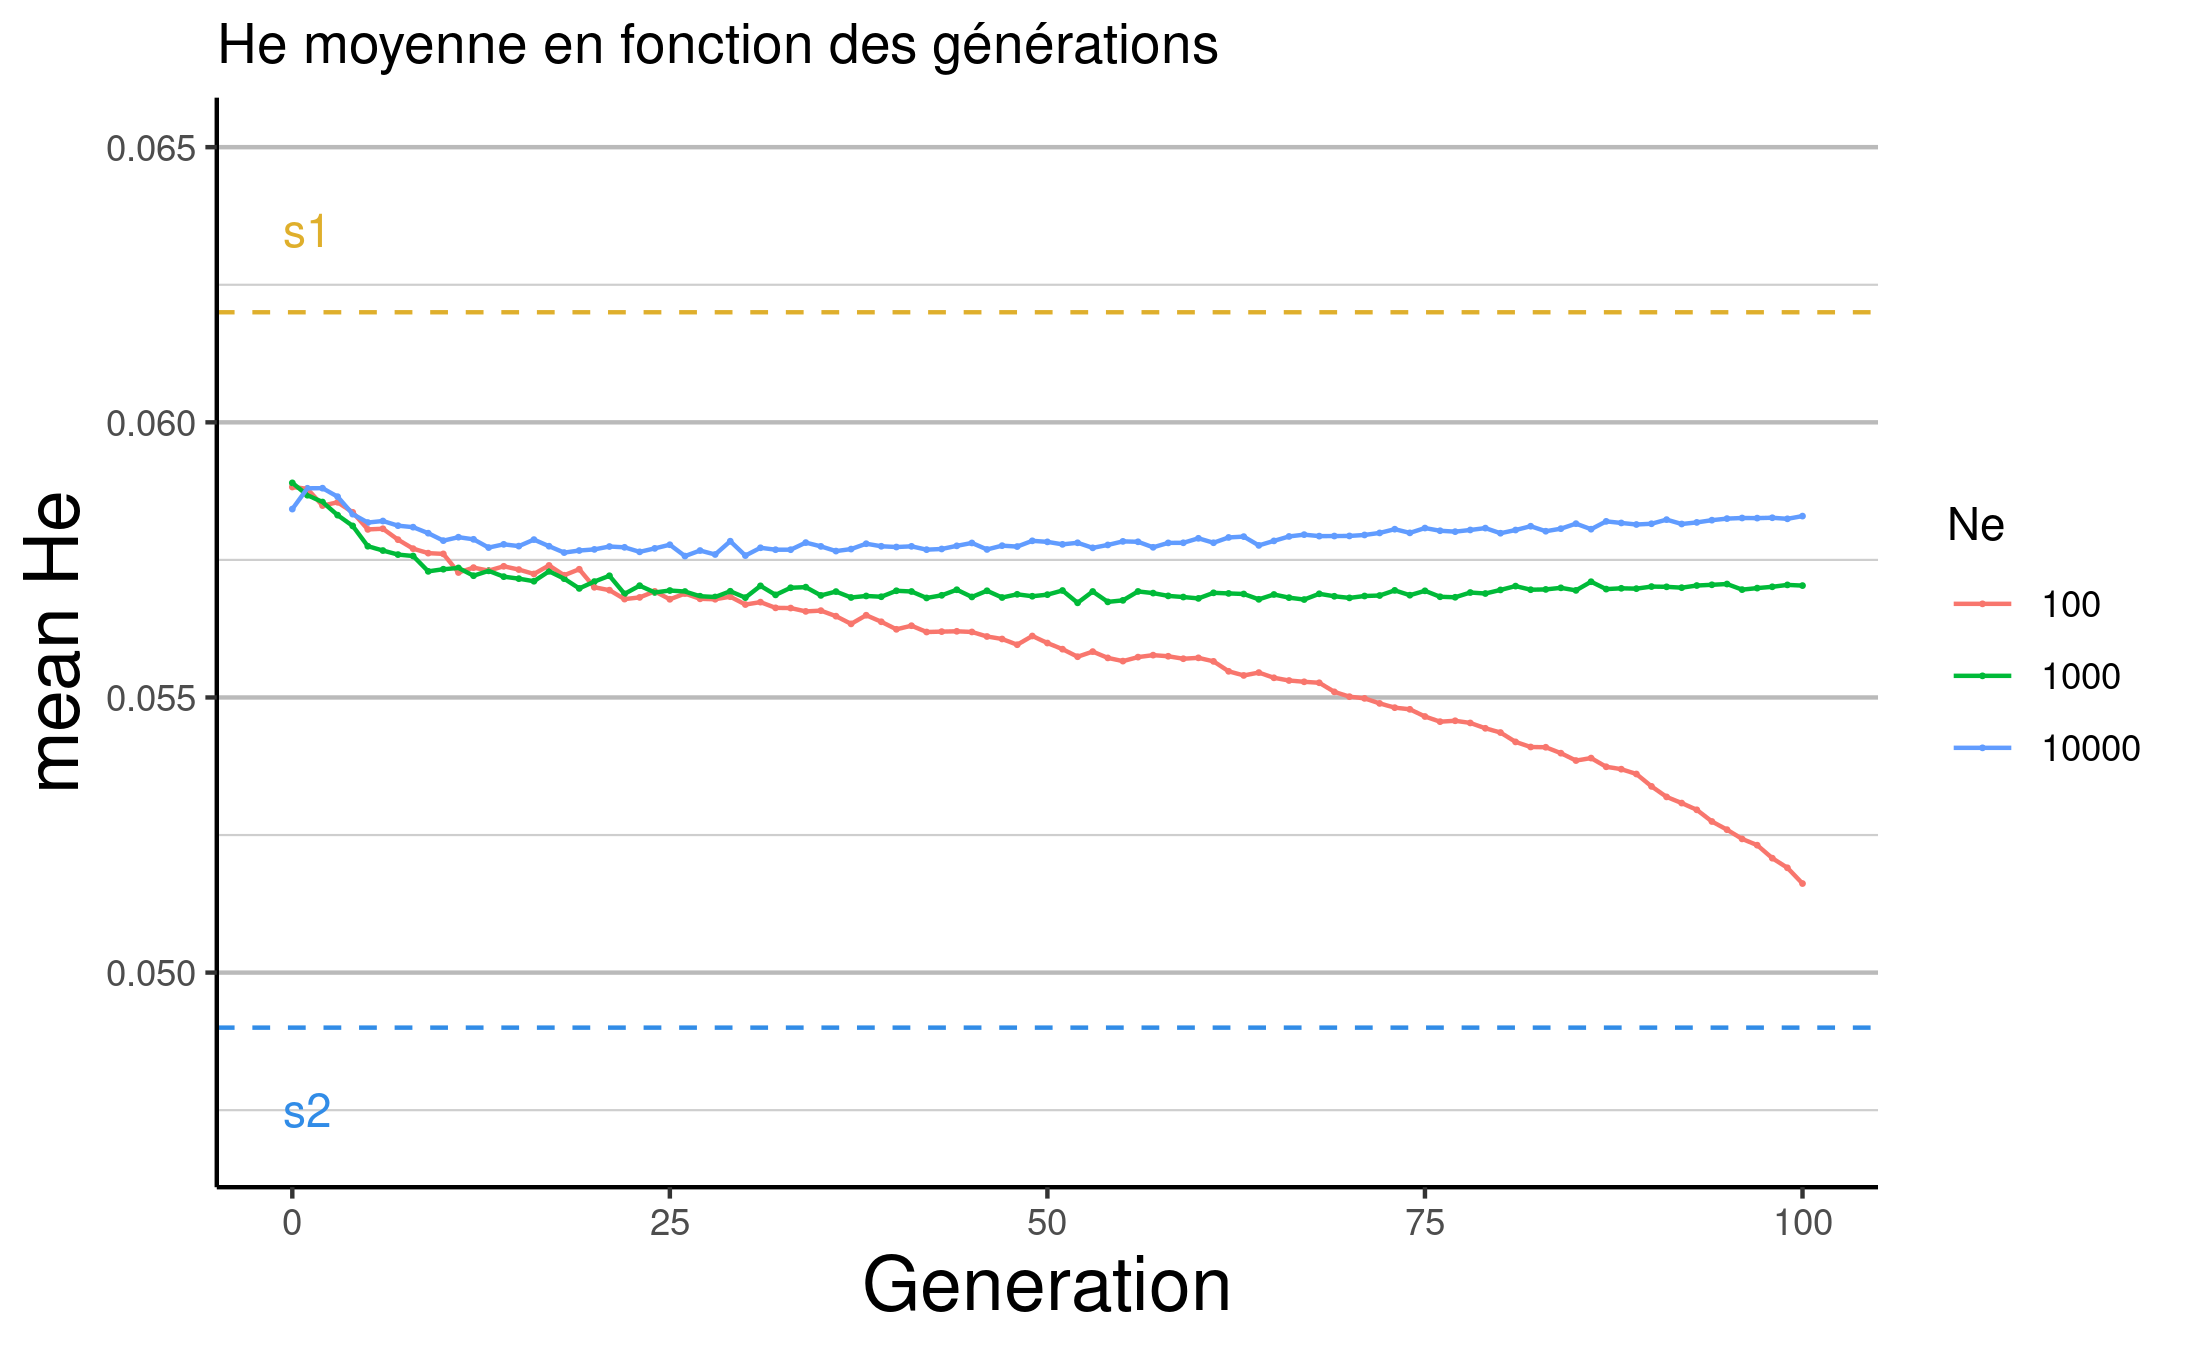 He moyenne en fonction des générations
0.065
s1
0.060
0.055
0.050
s2
mean He
0
25
50
75
100
Generation
Ne
100
1000
10000